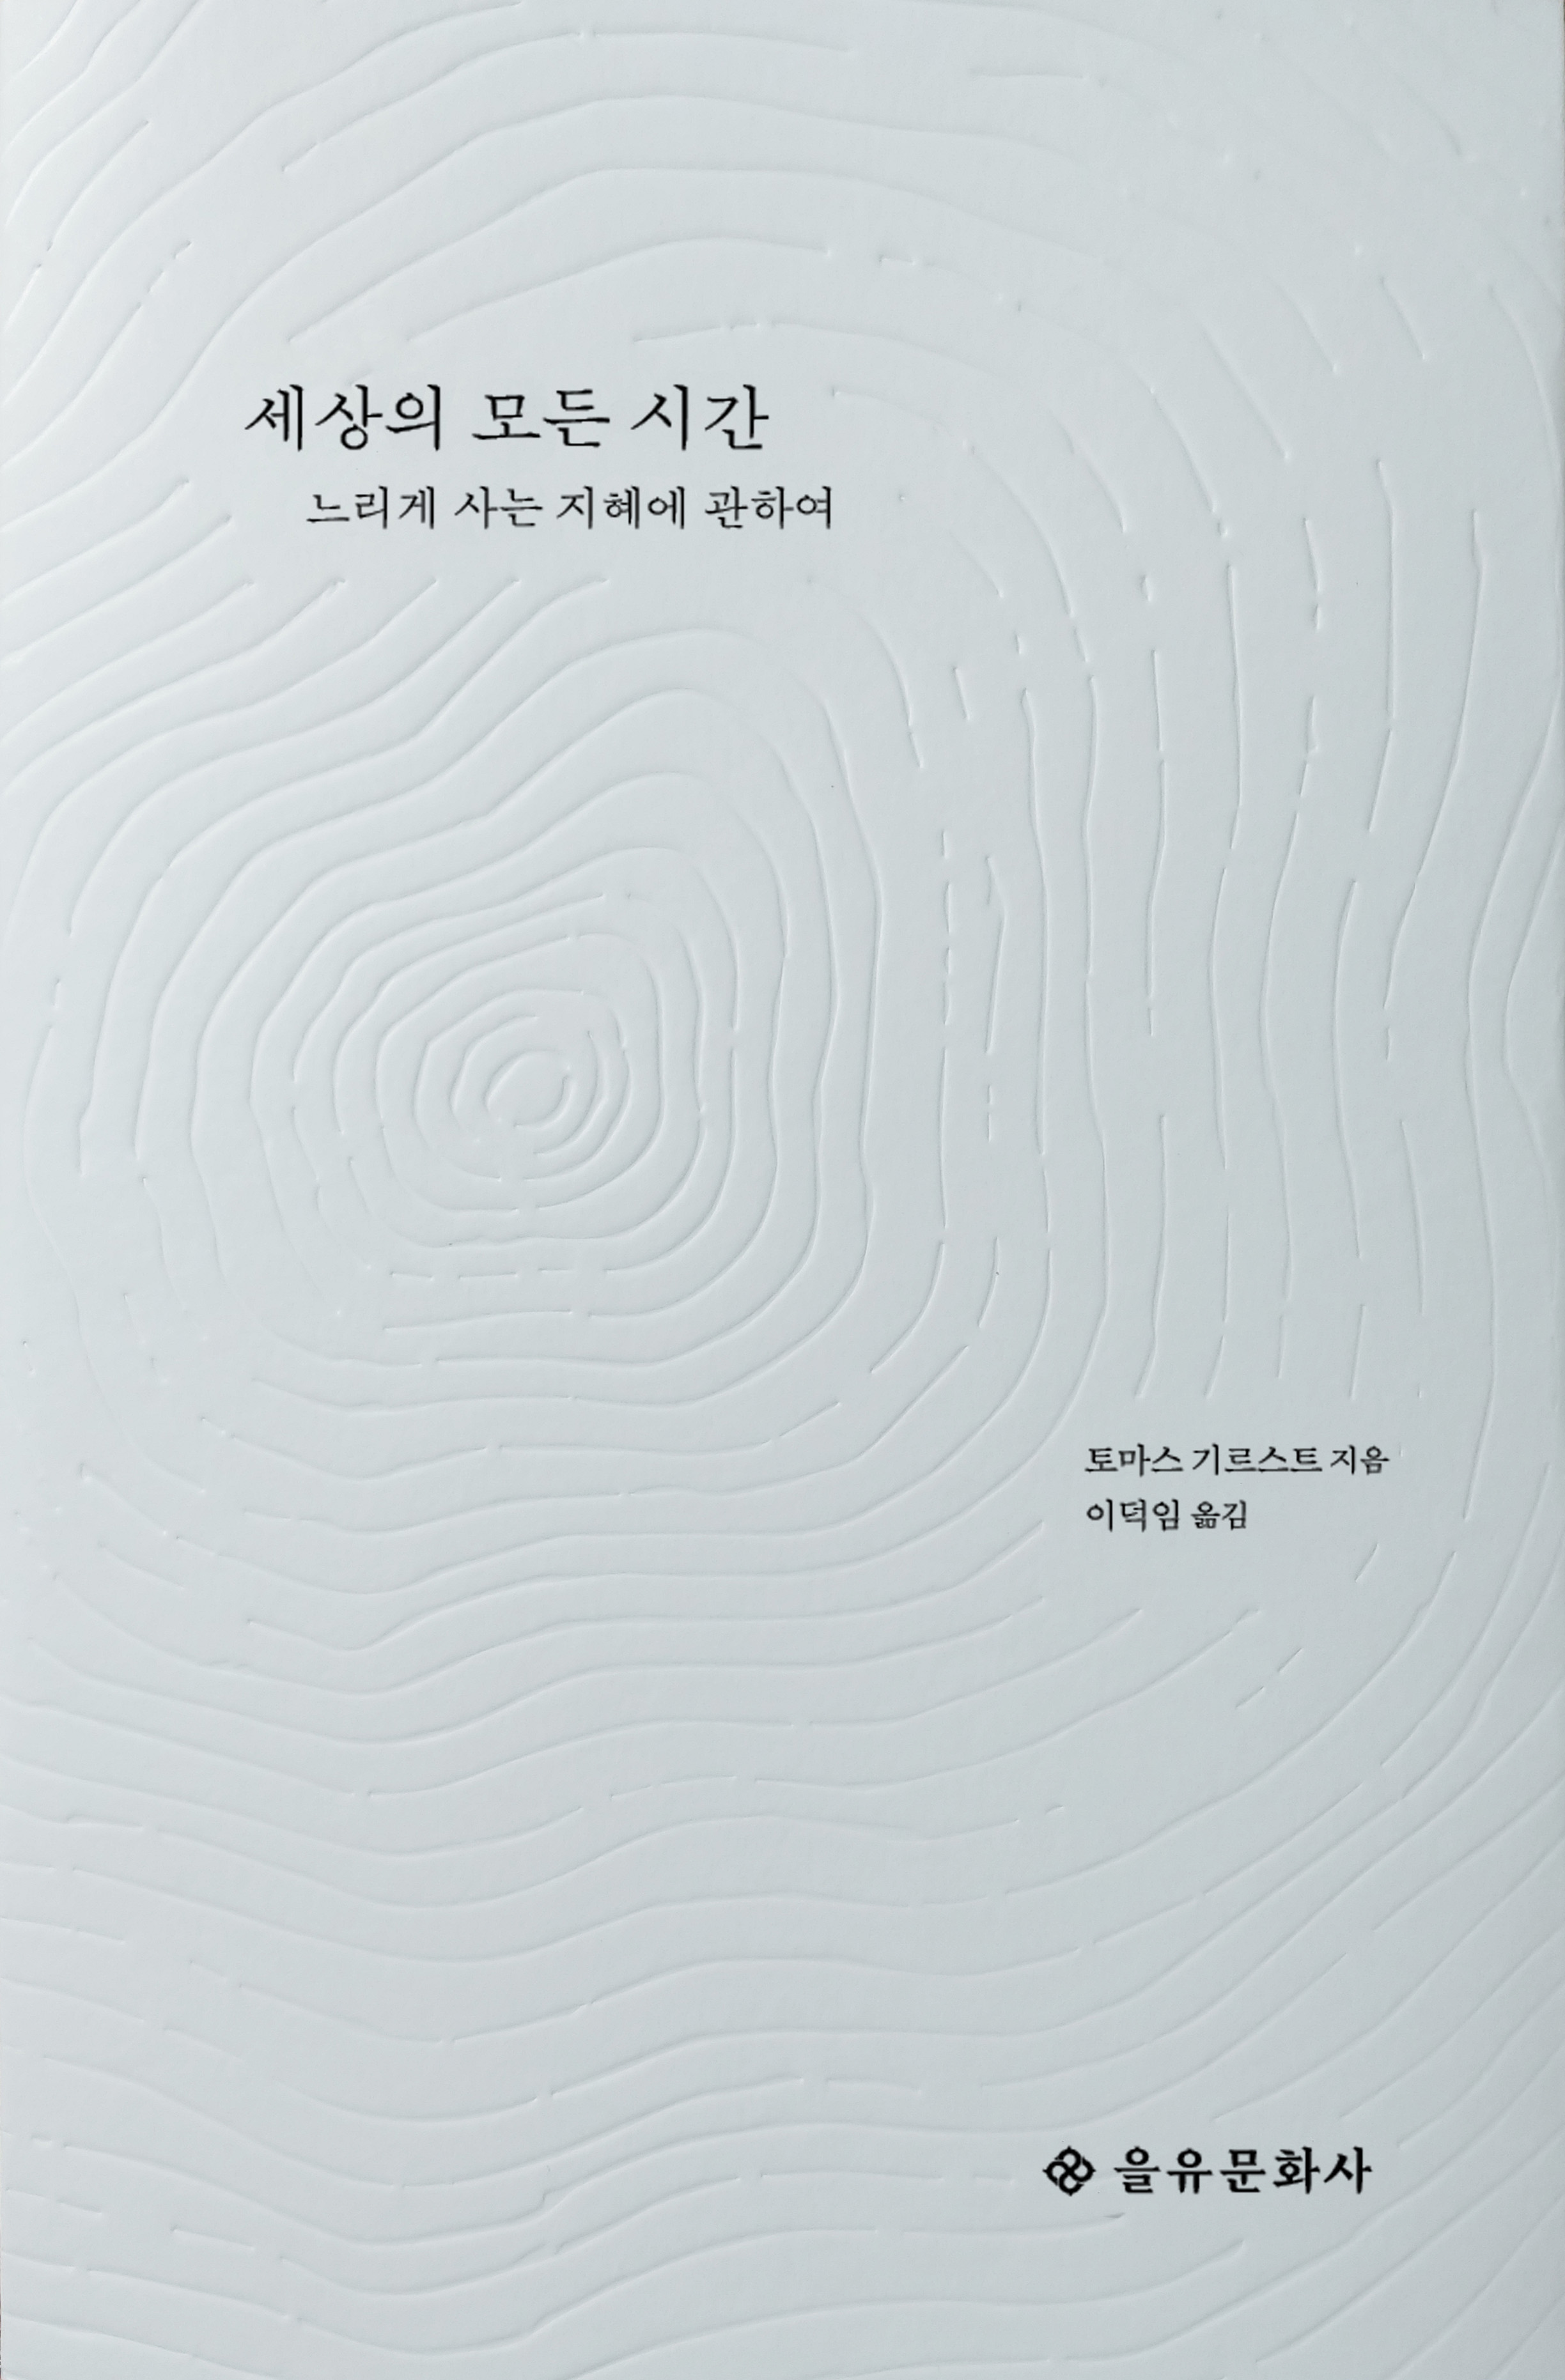 세상의 모든 시간
느리게 사는 지혜에 관하여
토마스 기르스트 지음
이덕임 옮김
을유문화사